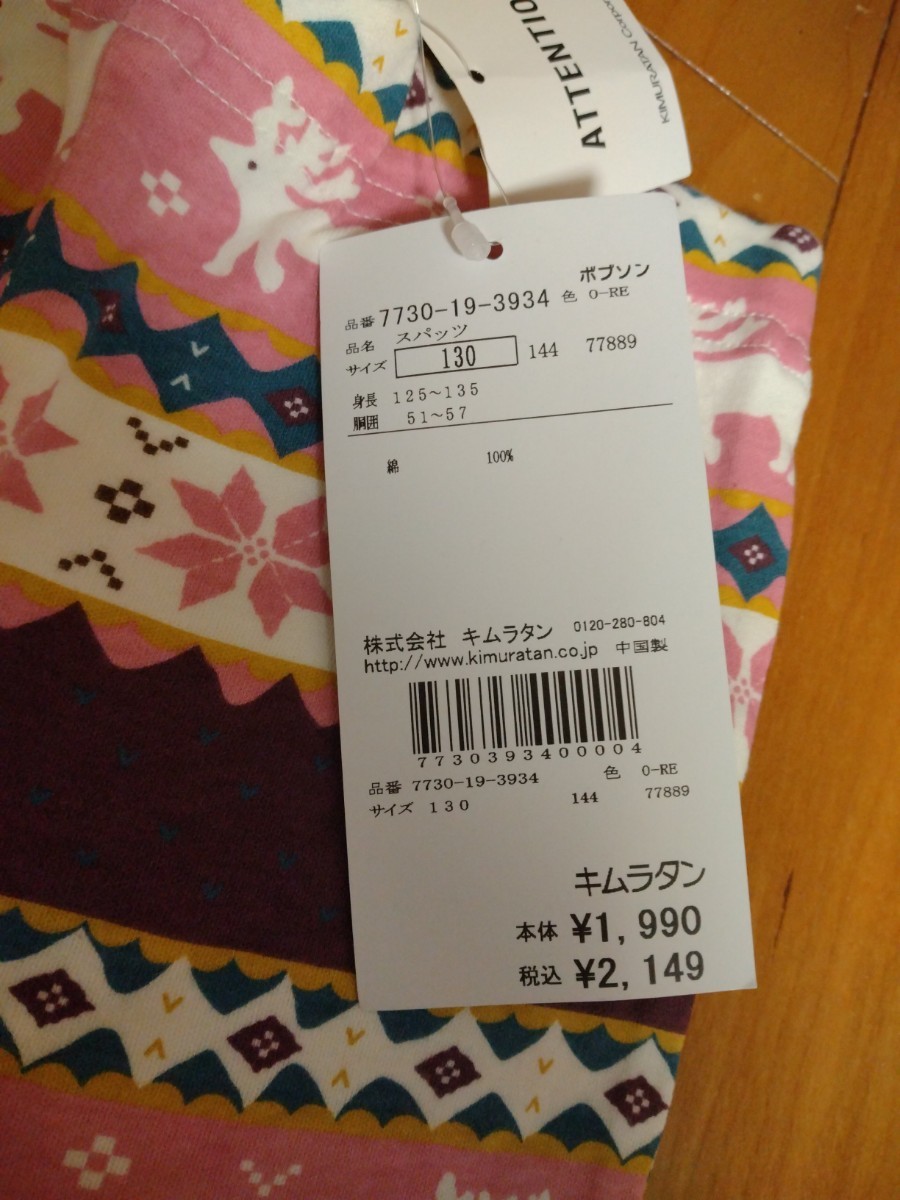 ATTENTIO
KIMURATAN Corpor
ボブソン
品番 7730-19-3934 色 0-RE
品名 スパッツ
サイズ 130 144 77889
身長 125~135
胴囲 51~57
綿 100%
株式会社 キムラタン 0120-280-804
http://www.kimuratan.co.jp 中国製
7730393400004
品番 7730-19-3934 色 0-RE
サイズ 130 144 77889
キムラタン
本体 ¥1,990
税込 ¥2,149